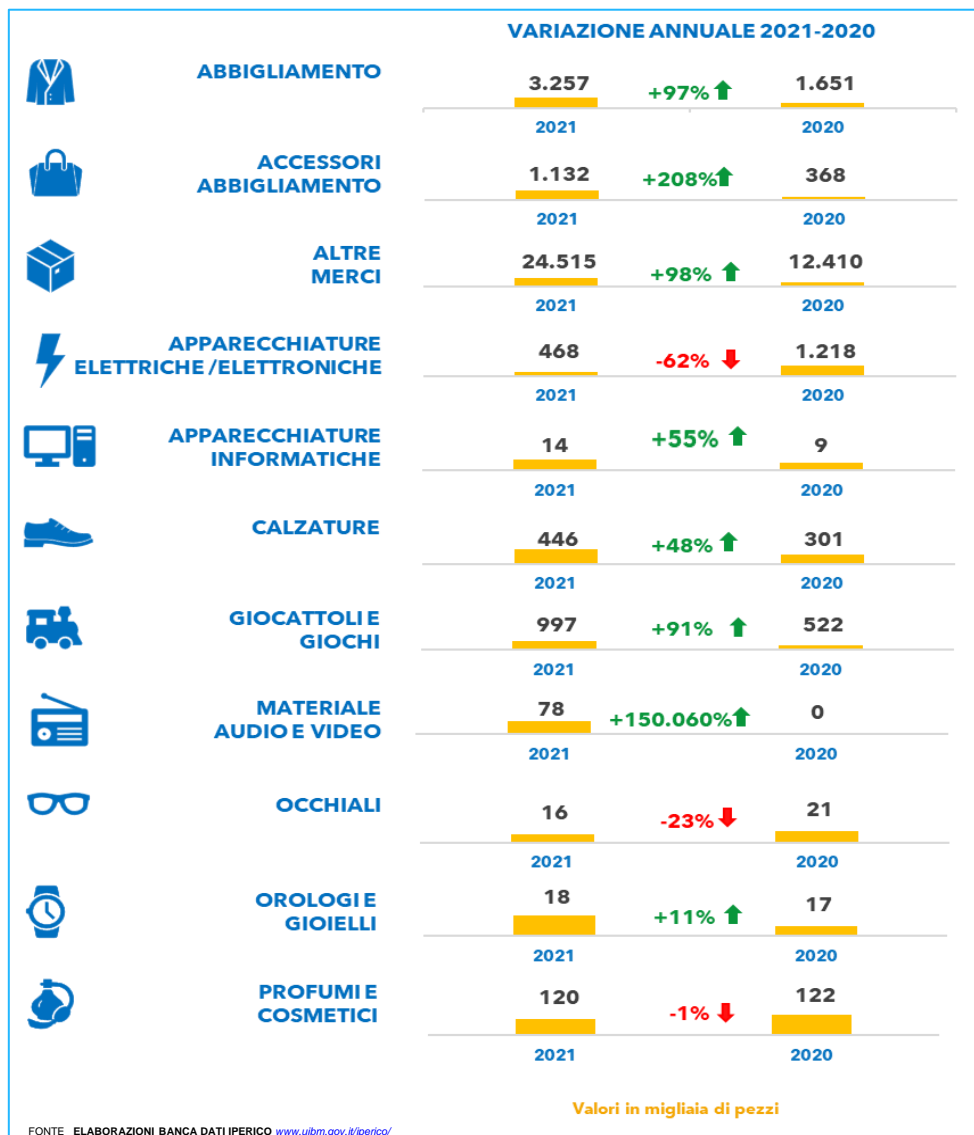 VARIAZIONE ANNUALE 2021-2020
ABBIGLIAMENTO
3.257 +97% 1.651
2021 2020
ACCESSORI
ABBIGLIAMENTO
1.132 +208% 368
2021 2020
ALTRE
MERCI
24.515 +98% 12.410
2021 2020
APPARECCHIATURE
ELETTRICHE/ELETTRONICHE
468 -62% 1.218
2021 2020
APPARECCHIATURE
INFORMATICHE
14 +55% 9
2021 2020
CALZATURE
446 +48% 301
2021 2020
GIOCATTOLI E
GIOCHI
997 +91% 522
2021 2020
MATERIALE
AUDIO E VIDEO
78 +150.060% 0
2021 2020
OCCHIALI
16 -23% 21
2021 2020
OROLOGI E
GIOIELLI
18 +11% 17
2021 2020
PROFUMI E
COSMETICI
120 -1% 122
2021 2020
Valori in migliaia di pezzi
FONTE ELABORAZIONI BANCA DATI IPERICO www.uibm.gov.it/iperico/